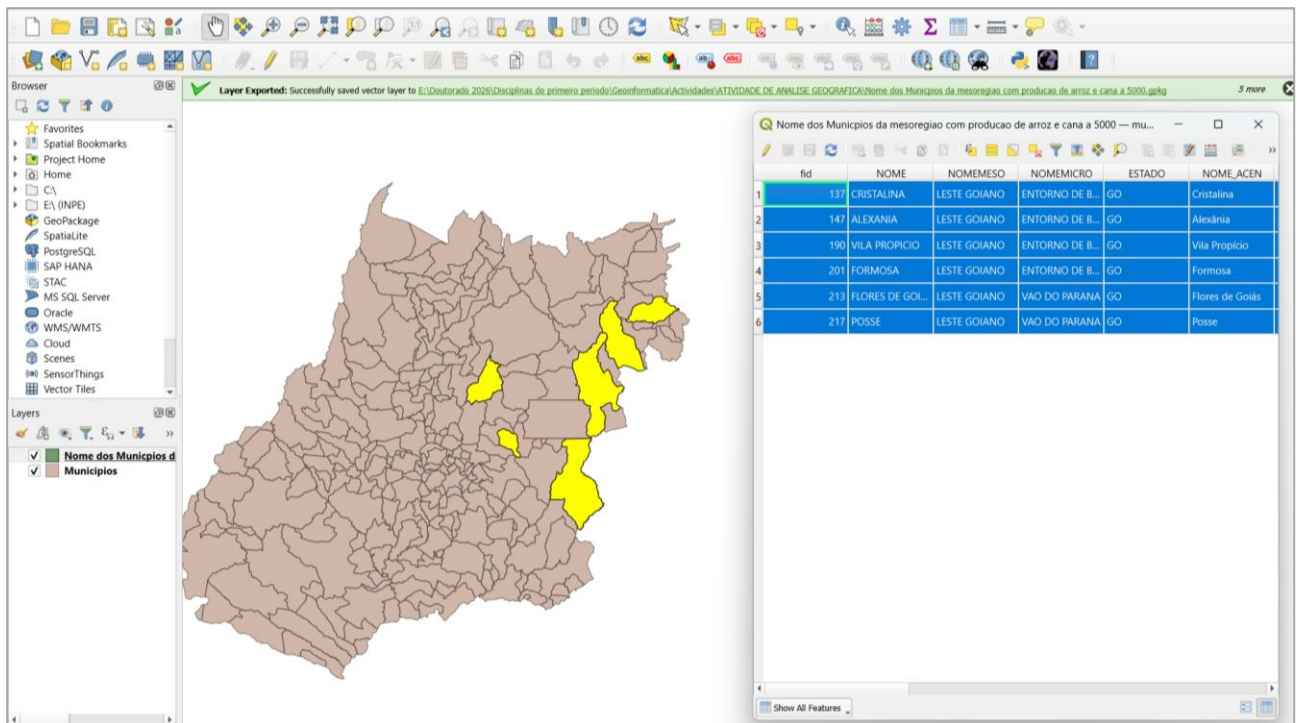 Browser
Layer Exported: Successfully saved vector layer to E:\Doutorado 2026\Disciplinas do primeiro periodo\Geoinformatica\Actividades\ATIVIDADE DE ANALISE GEOGRAFICA\Nome dos Municpios da mesoregiao com producao de arroz e cana a 5000.gpkg 5 more
Favorites
Spatial Bookmarks
Project Home
Home
C:\
E:\ (INPE)
GeoPackage
SpatiaLite
PostgreSQL
SAP HANA
STAC
MS SQL Server
Oracle
WMS/WMTS
Cloud
Scenes
SensorThings
Vector Tiles
Layers
Nome dos Municpios d
Municipios
Nome dos Municpios da mesoregiao com producao de arroz e cana a 5000 — mu...
fid NOME NOMEMESO NOMEMICRO ESTADO NOME_ACEN
1 137 CRISTALINA LESTE GOIANO ENTORNO DE B... GO Cristalina
2 147 ALEXANIA LESTE GOIANO ENTORNO DE B... GO Alexânia
3 190 VILA PROPICIO LESTE GOIANO ENTORNO DE B... GO Vila Propício
4 201 FORMOSA LESTE GOIANO ENTORNO DE B... GO Formosa
5 213 FLORES DE GOI... LESTE GOIANO VAO DO PARANA GO Flores de Goiás
6 217 POSSE LESTE GOIANO VAO DO PARANA GO Posse
Show All Features